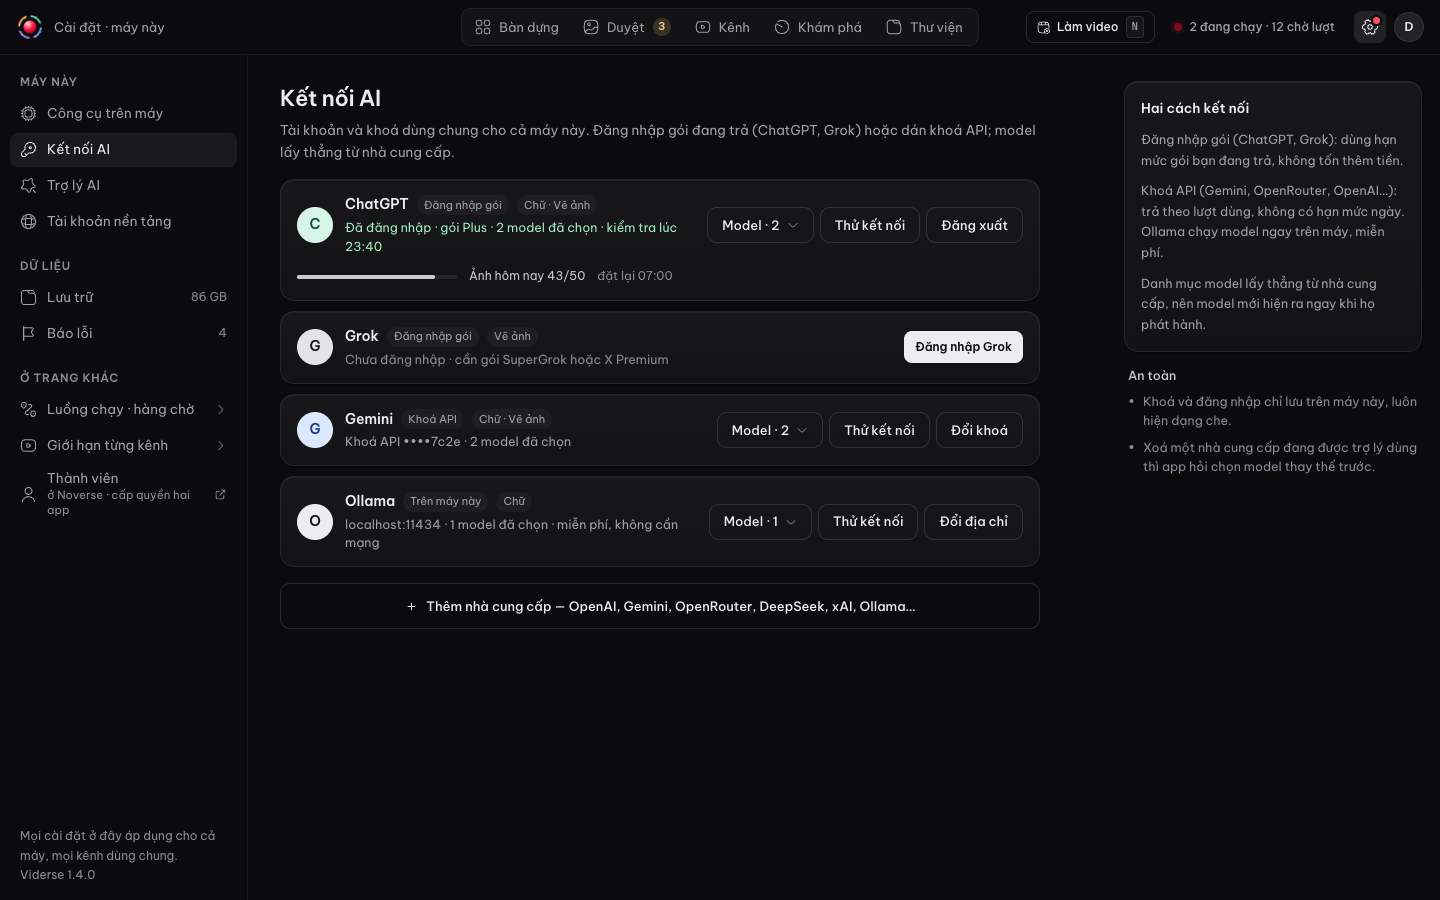 Cài đặt · máy này
Bàn dựng
Duyệt 3
Kênh
Khám phá
Thư viện
Làm video N
2 đang chạy · 12 chờ lượt
D
MÁY NÀY
Công cụ trên máy
Kết nối AI
Trợ lý AI
Tài khoản nền tảng
DỮ LIỆU
Lưu trữ 86 GB
Báo lỗi 4
Ở TRANG KHÁC
Luồng chạy · hàng chờ
Giới hạn từng kênh
Thành viên
ở Noverse · cấp quyền hai
app
Mọi cài đặt ở đây áp dụng cho cả
máy, mọi kênh dùng chung.
Viderse 1.4.0
Kết nối AI
Tài khoản và khoá dùng chung cho cả máy này. Đăng nhập gói đang trả (ChatGPT, Grok) hoặc dán khoá API; model
lấy thẳng từ nhà cung cấp.
C
ChatGPT Đăng nhập gói Chữ · Vẽ ảnh
Đã đăng nhập · gói Plus · 2 model đã chọn · kiểm tra lúc
23:40
Model · 2 Thử kết nối Đăng xuất
Ảnh hôm nay 43/50 đặt lại 07:00
G
Grok Đăng nhập gói Vẽ ảnh
Chưa đăng nhập · cần gói SuperGrok hoặc X Premium
Đăng nhập Grok
G
Gemini Khoá API Chữ · Vẽ ảnh
Khoá API ••••7c2e · 2 model đã chọn
Model · 2 Thử kết nối Đổi khoá
O
Ollama Trên máy này Chữ
localhost:11434 · 1 model đã chọn · miễn phí, không cần
mạng
Model · 1 Thử kết nối Đổi địa chỉ
+ Thêm nhà cung cấp — OpenAI, Gemini, OpenRouter, DeepSeek, xAI, Ollama…
Hai cách kết nối
Đăng nhập gói (ChatGPT, Grok): dùng hạn
mức gói bạn đang trả, không tốn thêm tiền.
Khoá API (Gemini, OpenRouter, OpenAI…):
trả theo lượt dùng, không có hạn mức ngày.
Ollama chạy model ngay trên máy, miễn
phí.
Danh mục model lấy thẳng từ nhà cung
cấp, nên model mới hiện ra ngay khi họ
phát hành.
An toàn
• Khoá và đăng nhập chỉ lưu trên máy này, luôn
hiện dạng che.
• Xoá một nhà cung cấp đang được trợ lý dùng
thì app hỏi chọn model thay thế trước.